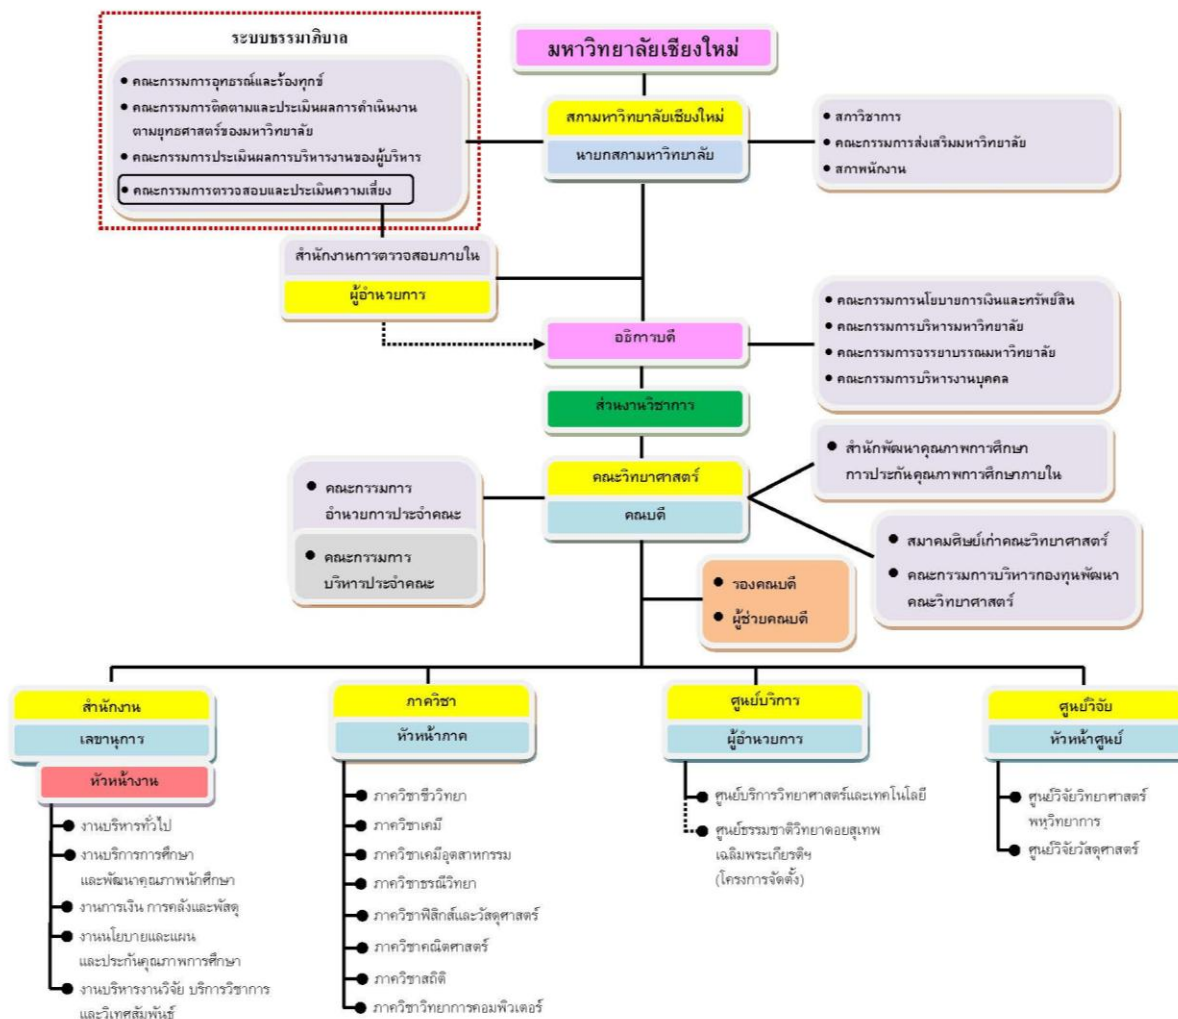 ระบบธรรมาภิบาล
• คณะกรรมการอุทธรณ์และร้องทุกข์
• คณะกรรมการติดตามและประเมินผลการดำเนินงาน
ตามยุทธศาสตร์ของมหาวิทยาลัย
• คณะกรรมการประเมินผลการบริหารงานของผู้บริหาร
• คณะกรรมการตรวจสอบและประเมินความเสี่ยง
มหาวิทยาลัยเชียงใหม่
สภามหาวิทยาลัยเชียงใหม่
นายกสภามหาวิทยาลัย
• สภาวิชาการ
• คณะกรรมการส่งเสริมมหาวิทยาลัย
• สภาพนักงาน
สำนักงานการตรวจสอบภายใน
ผู้อำนวยการ
อธิการบดี
• คณะกรรมการนโยบายการเงินและทรัพย์สิน
• คณะกรรมการบริหารมหาวิทยาลัย
• คณะกรรมการจรรยาบรรณมหาวิทยาลัย
• คณะกรรมการบริหารงานบุคคล
ส่วนงานวิชาการ
คณะวิทยาศาสตร์
คณบดี
• คณะกรรมการ
อำนวยการประจำคณะ
• คณะกรรมการ
บริหารประจำคณะ
• สำนักพัฒนาคุณภาพการศึกษา
การประกันคุณภาพการศึกษาภายใน
• สมาคมศิษย์เก่าคณะวิทยาศาสตร์
• คณะกรรมการบริหารกองทุนพัฒนา
คณะวิทยาศาสตร์
• รองคณบดี
• ผู้ช่วยคณบดี
สำนักงาน
เลขานุการ
หัวหน้างาน
งานบริหารทั่วไป
งานบริการการศึกษา
และพัฒนาคุณภาพนักศึกษา
งานการเงิน การคลังและพัสดุ
งานนโยบายและแผน
และประกันคุณภาพการศึกษา
งานบริหารงานวิจัย บริการวิชาการ
และวิเทศสัมพันธ์
ภาควิชา
หัวหน้าภาค
ภาควิชาชีววิทยา
ภาควิชาเคมี
ภาควิชาเคมีอุตสาหกรรม
ภาควิชาธรณีวิทยา
ภาควิชาฟิสิกส์และวัสดุศาสตร์
ภาควิชาคณิตศาสตร์
ภาควิชาสถิติ
ภาควิชาวิทยาการคอมพิวเตอร์
ศูนย์บริการ
ผู้อำนวยการ
ศูนย์บริการวิทยาศาสตร์และเทคโนโลยี
ศูนย์ธรรมชาติวิทยาดอยสุเทพ
เฉลิมพระเกียรติฯ
(โครงการจัดตั้ง)
ศูนย์วิจัย
หัวหน้าศูนย์
ศูนย์วิจัยวิทยาศาสตร์
พหุวิทยาการ
ศูนย์วิจัยวัสดุศาสตร์